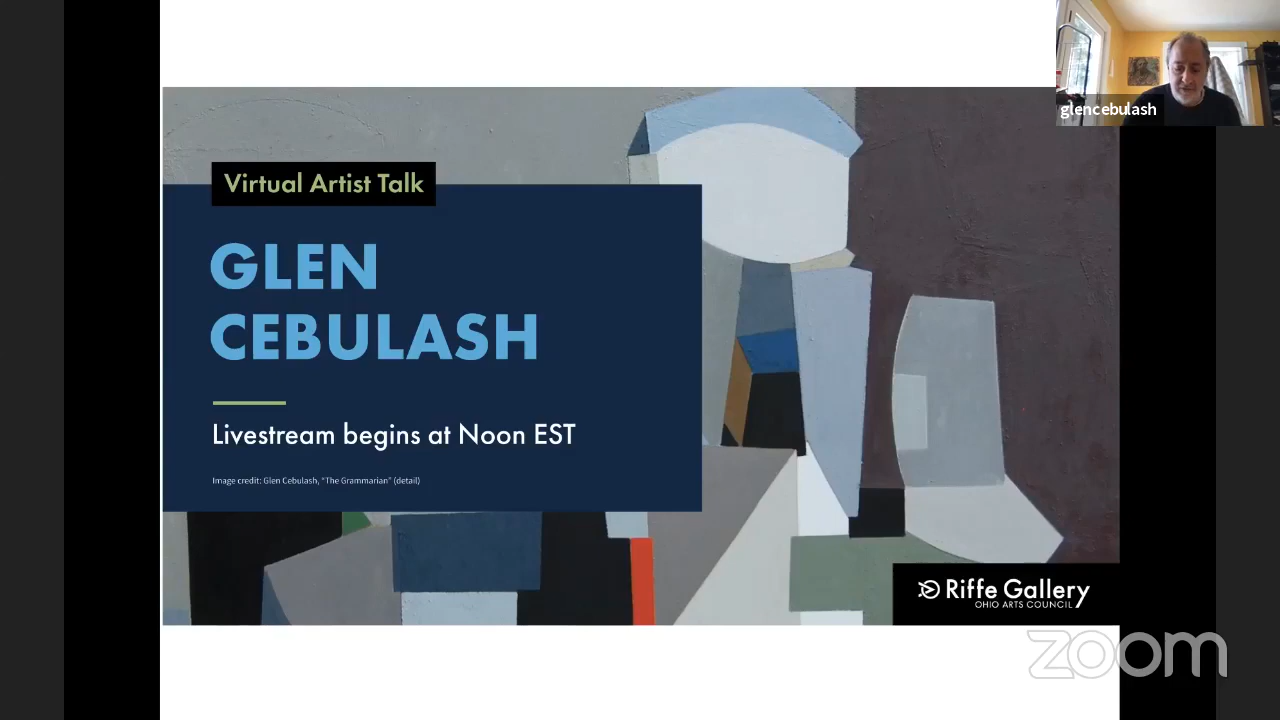 glencebulash
Virtual Artist Talk
GLEN
CEBULASH
Livestream begins at Noon EST
Image credit: Glen Cebulash, "The Grammarian" (detail)
Riffe Gallery
OHIO ARTS COUNCIL
zoom